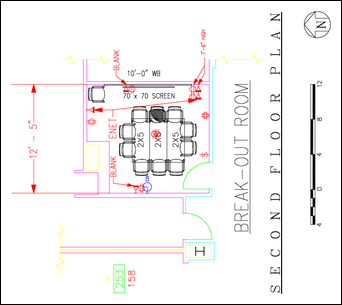 BLANK
7'-6" HIGH
10'-0" WB
70 x 70 SCREEN
12' - 5"
ENET
2X5
2X5
2X5
BLANK
$
BREAK-OUT ROOM
SECOND FLOOR PLAN
N
12
8
4
0
4
H
253
158